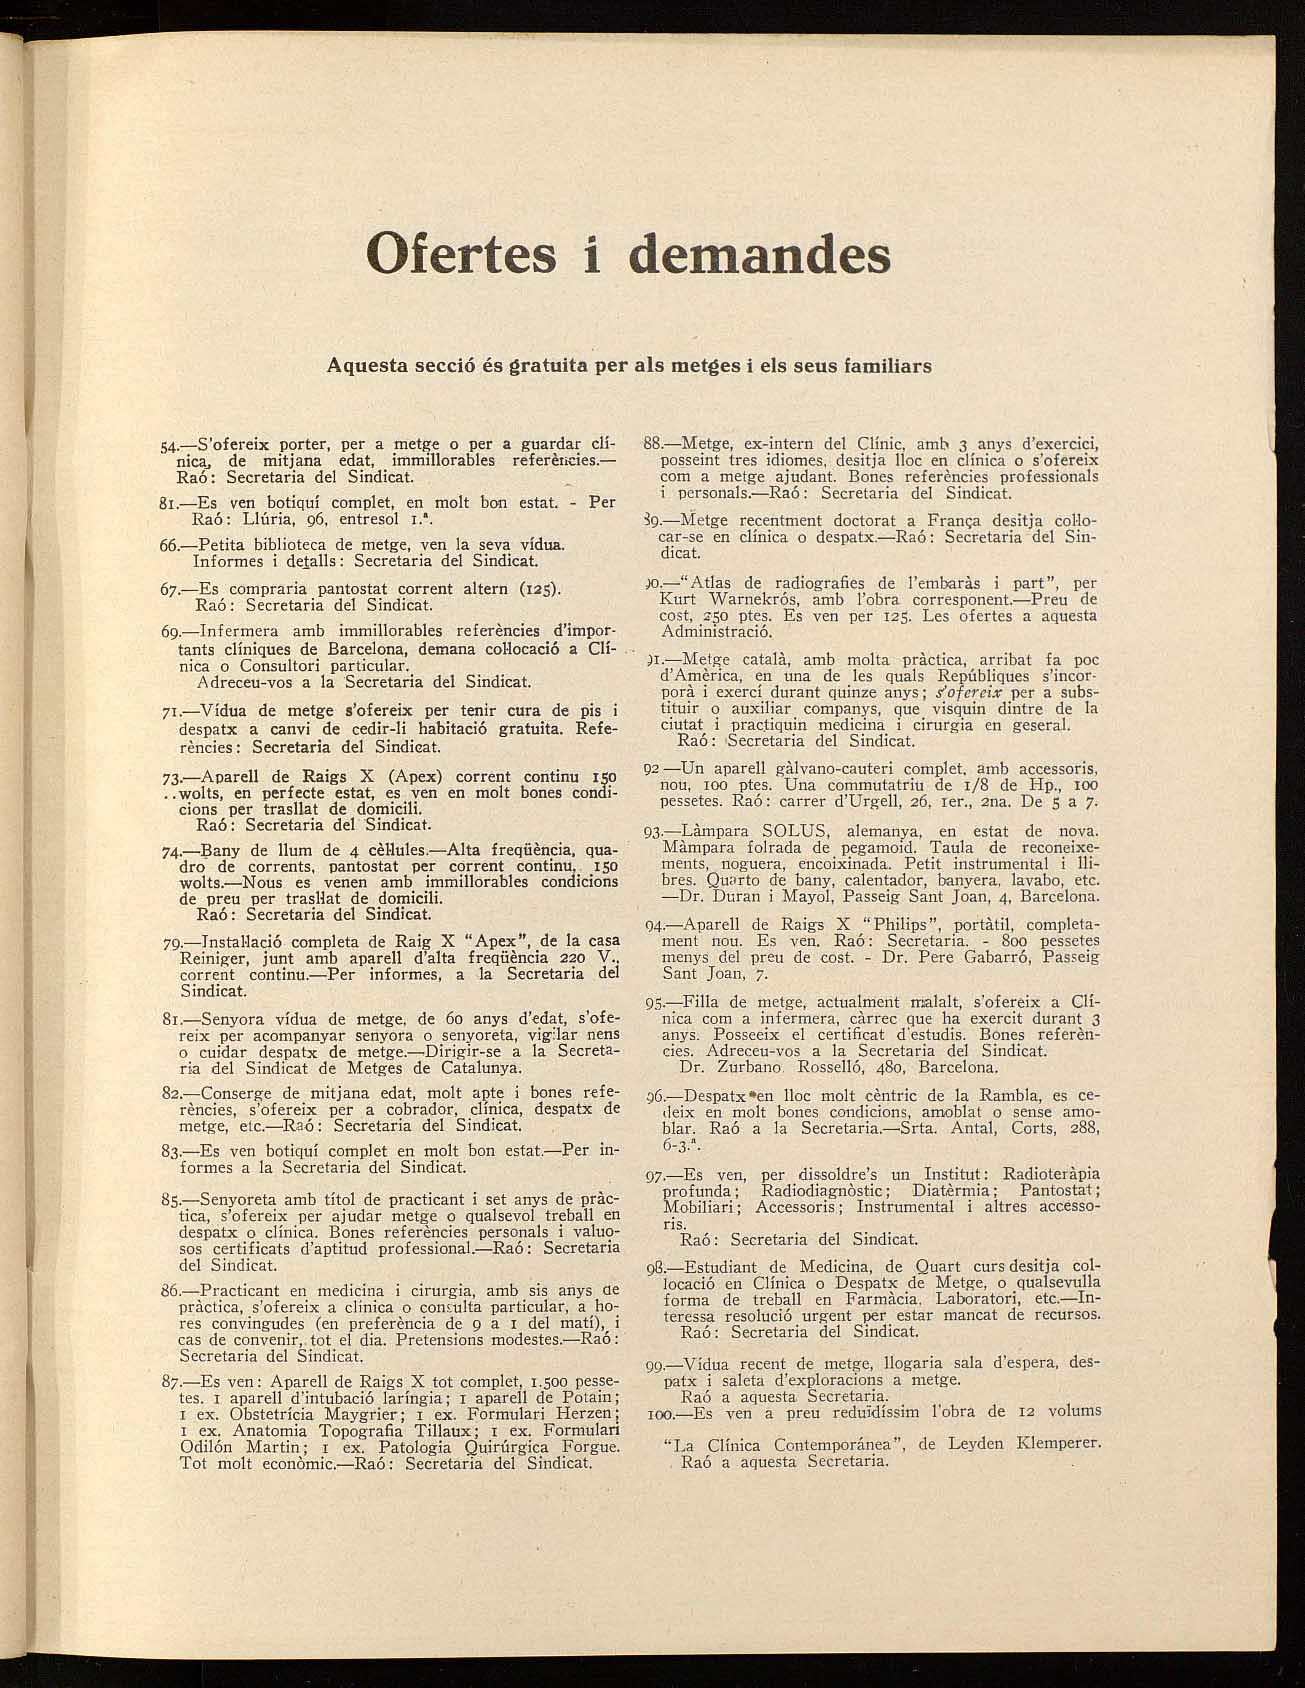 Ofertes i demandes
Aquesta secció és gratuita per als metges i els seus familiars
54.—S'ofereix porter, per a metge o per a guardar clí-
nica, de mitjana edat, immillorables referències.—
Raó: Secretaria del Sindicat.
81.—Es ven botiquí complet, en molt bon estat. - Per
Raó: Llúria, 96, entresol 1.ª.
66.—Petita biblioteca de metge, ven la seva vídua.
Informes i detalls: Secretaria del Sindicat.
67.—Es compraria pantostat corrent altern (125).
Raó: Secretaria del Sindicat.
69.—Infermera amb immillorables referències d'impor-
tants clíniques de Barcelona, demana col·locació a Clí-
nica o Consultori particular.
Adreceu-vos a la Secretaria del Sindicat.
71.—Vídua de metge s'ofereix per tenir cura de pis i
despatx a canvi de cedir-li habitació gratuita. Refe-
rències: Secretaria del Sindicat.
73.—Aparell de Raigs X (Apex) corrent continu 150
..wolts, en perfecte estat, es ven en molt bones condi-
cions per trasllat de domicili.
Raó: Secretaria del Sindicat.
74.—Bany de llum de 4 cèl·lules.—Alta freqüència, qua-
dro de corrents, pantostat per corrent continu, 150
wolts.—Nous es venen amb immillorables condicions
de preu per trasllat de domicili.
Raó: Secretaria del Sindicat.
79.—Instal·lació completa de Raig X "Apex", de la casa
Reiniger, junt amb aparell d'alta freqüència 220 V.,
corrent continu.—Per informes, a la Secretaria del
Sindicat.
81.—Senyora vídua de metge, de 60 anys d'edat, s'ofe-
reix per acompanyar senyora o senyoreta, vigilar nens
o cuidar despatx de metge.—Dirigir-se a la Secreta-
ria del Sindicat de Metges de Catalunya.
82.—Conserge de mitjana edat, molt apte i bones refe-
rències, s'ofereix per a cobrador, clínica, despatx de
metge, etc.—Raó: Secretaria del Sindicat.
83.—Es ven botiquí complet en molt bon estat.—Per in-
formes a la Secretaria del Sindicat.
85.—Senyoreta amb títol de practicant i set anys de pràc-
tica, s'ofereix per ajudar metge o qualsevol treball en
despatx o clínica. Bones referències personals i valuo-
sos certificats d'aptitud professional.—Raó: Secretaria
del Sindicat.
86.—Practicant en medicina i cirurgia, amb sis anys de
pràctica, s'ofereix a clínica o consulta particular, a ho-
res convingudes (en preferència de 9 a 1 del matí), i
cas de convenir, tot el dia. Pretensions modestes.—Raó:
Secretaria del Sindicat.
87.—Es ven: Aparell de Raigs X tot complet, 1.500 pesse-
tes. 1 aparell d'intubació laríngia; 1 aparell de Potain;
1 ex. Obstetrícia Maygrier; 1 ex. Formulari Herzen;
1 ex. Anatomia Topografia Tillaux; 1 ex. Formulari
Odilón Martin; 1 ex. Patologia Quirúrgica Forgue.
Tot molt econòmic.—Raó: Secretaria del Sindicat.
88.—Metge, ex-intern del Clínic, amb 3 anys d'exercici,
posseint tres idiomes, desitja lloc en clínica o s'ofereix
com a metge ajudant. Bones referències professionals
i personals.—Raó: Secretaria del Sindicat.
89.—Metge recentment doctorat a França desitja col·lo-
car-se en clínica o despatx.—Raó: Secretaria del Sin-
dicat.
90.—"Atlas de radiografies de l'embaràs i part", per
Kurt Warnekrós, amb l'obra corresponent.—Preu de
cost, 250 ptes. Es ven per 125. Les ofertes a aquesta
Administració.
91.—Metge català, amb molta pràctica, arribat fa poc
d'Amèrica, en una de les quals Repúbliques s'incor-
porà i exercí durant quinze anys; s'ofereix per a subs-
tituir o auxiliar companys, que visquin dintre de la
ciutat i practiquin medicina i cirurgia en geseral.
Raó: Secretaria del Sindicat.
92—Un aparell gàlvano-cauteri complet, amb accessoris,
nou, 100 ptes. Una commutatriu de 1/8 de Hp., 100
pessetes. Raó: carrer d'Urgell, 26, 1er., 2na. De 5 a 7.
93.—Làmpara SOLUS, alemanya, en estat de nova.
Màmpara folrada de pegamoid. Taula de reconeixe-
ments, noguera, encoixinada. Petit instrumental i lli-
bres. Quarto de bany, calentador, banyera, lavabo, etc.
—Dr. Duran i Mayol, Passeig Sant Joan, 4, Barcelona.
94.—Aparell de Raigs X "Philips", portàtil, completa-
ment nou. Es ven. Raó: Secretaria. - 800 pessetes
menys del preu de cost. - Dr. Pere Gabarró, Passeig
Sant Joan, 7.
95.—Filla de metge, actualment malalt, s'ofereix a Clí-
nica com a infermera, càrrec que ha exercit durant 3
anys. Posseeix el certificat d'estudis. Bones referèn-
cies. Adreceu-vos a la Secretaria del Sindicat.
Dr. Zurbano Rosselló, 480, Barcelona.
96.—Despatx en lloc molt cèntric de la Rambla, es ce-
deix en molt bones condicions, amoblat o sense amo-
blar. Raó a la Secretaria.—Srta. Antal, Corts, 288,
6-3.ª.
97.—Es ven, per dissoldre's un Institut: Radioteràpia
profunda; Radiodiagnòstic; Diatèrmia; Pantostat;
Mobiliari; Accessoris; Instrumental i altres accesso-
ris.
Raó: Secretaria del Sindicat.
98.—Estudiant de Medicina, de Quart curs desitja col-
locació en Clínica o Despatx de Metge, o qualsevulla
forma de treball en Farmàcia, Laboratori, etc.—In-
teressa resolució urgent per estar mancat de recursos.
Raó: Secretaria del Sindicat.
99.—Vídua recent de metge, llogaria sala d'espera, des-
patx i saleta d'exploracions a metge.
Raó a aquesta Secretaria.
100.—Es ven a preu reduïdíssim l'obra de 12 volums
"La Clínica Contemporánea", de Leyden Klemperer.
Raó a aquesta Secretaria.